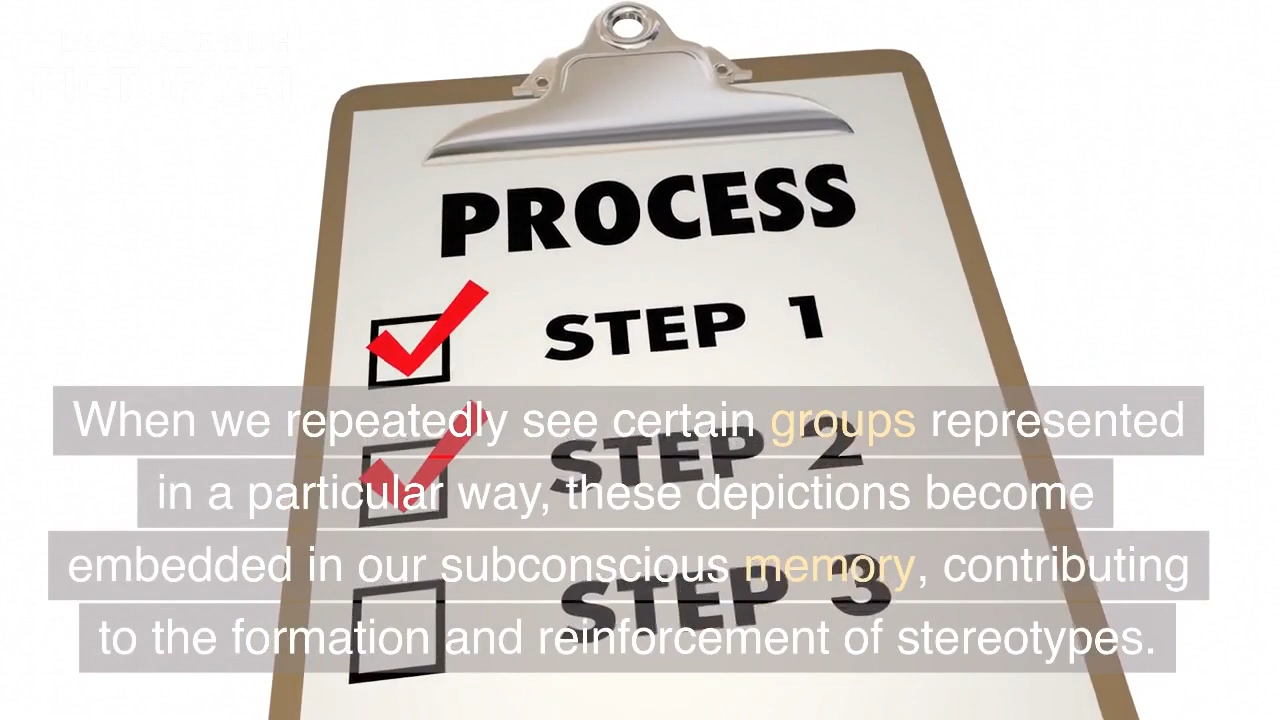 PROCESS
STEP 1
STEP 2
STEP 3
When we repeatedly see certain groups represented
in a particular way, these depictions become
embedded in our subconscious memory, contributing
to the formation and reinforcement of stereotypes.